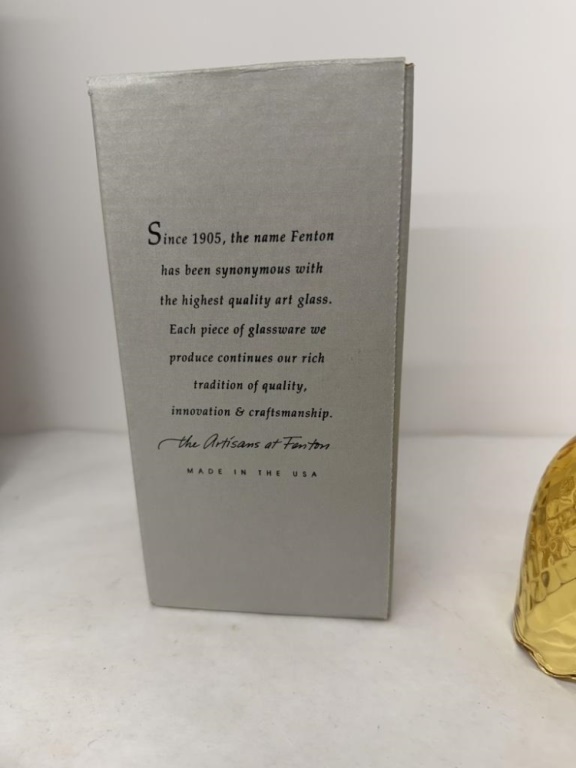 Since 1905, the name Fenton
has been synonymous with
the highest quality art glass.
Each piece of glassware we
produce continues our rich
tradition of quality,
innovation & craftsmanship.
the Artisans at Fenton
MADE IN THE USA